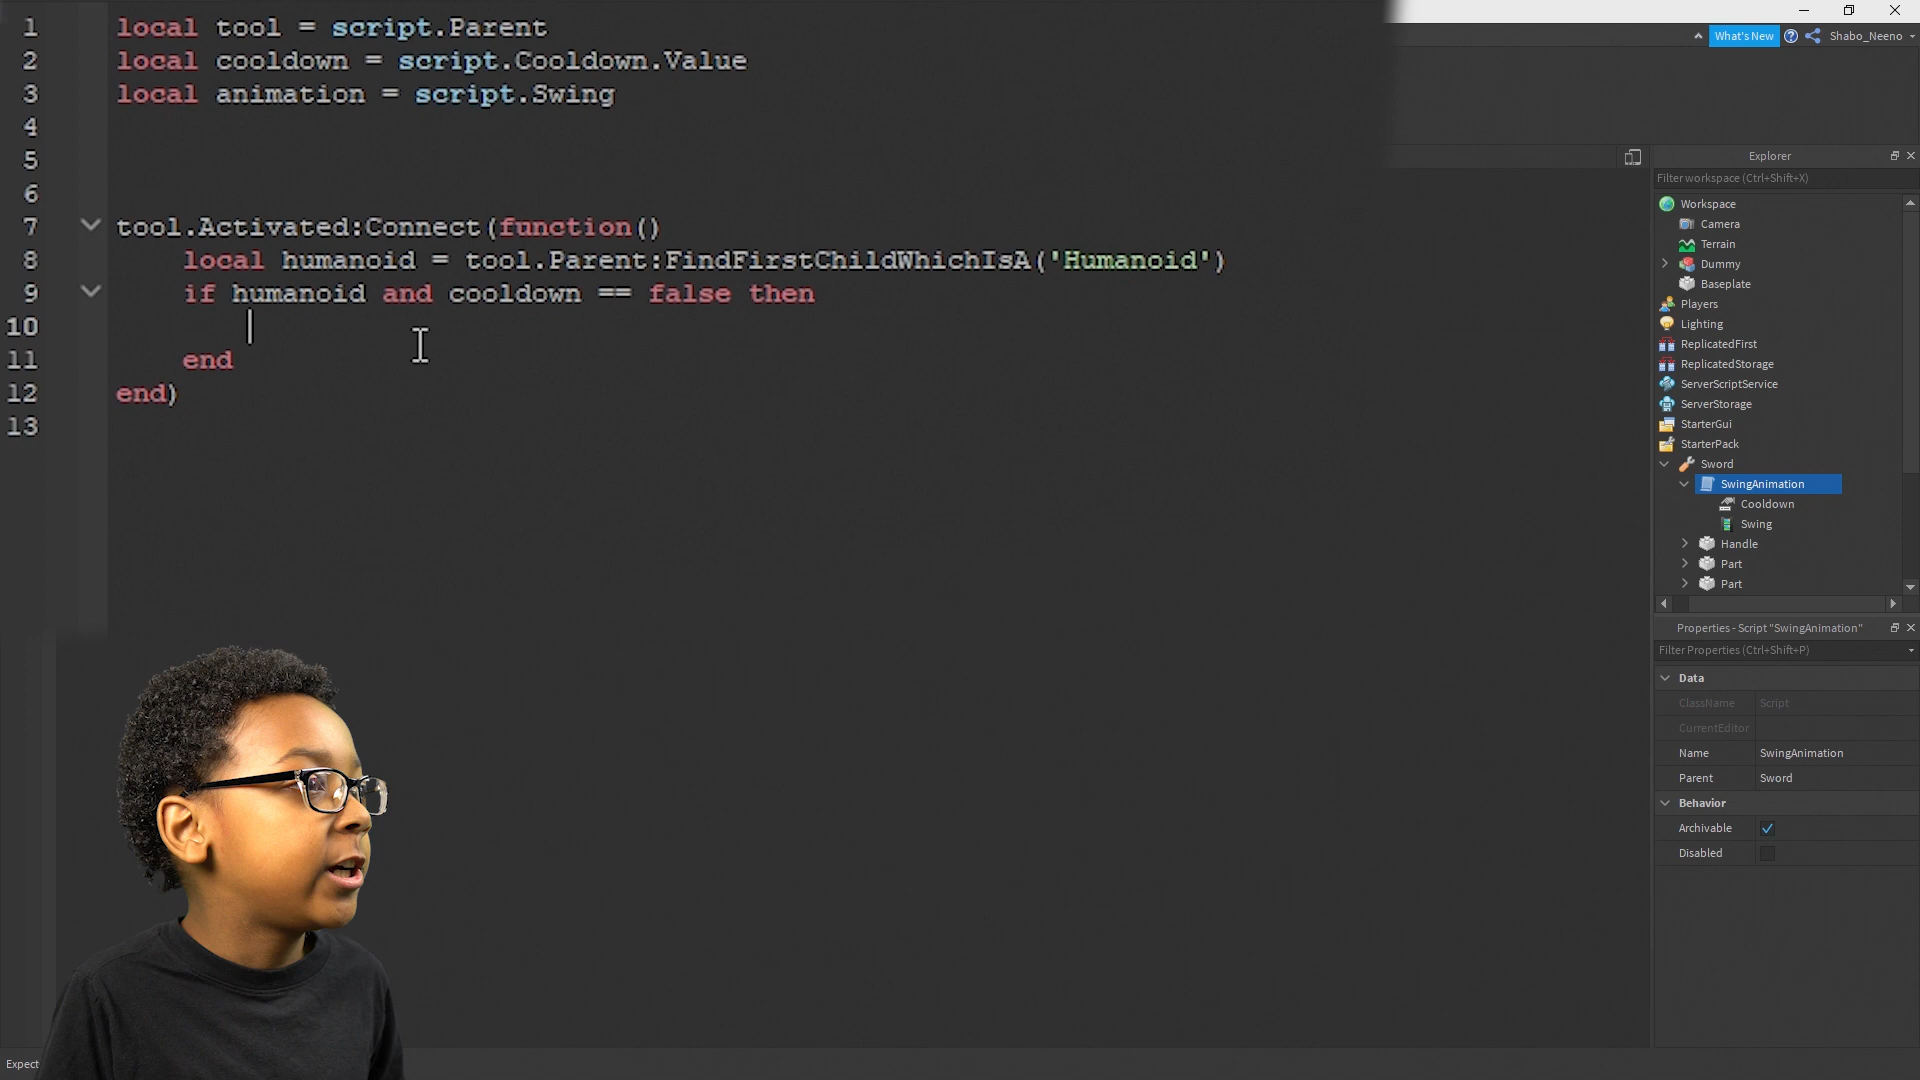 1 local tool = script.Parent
2 local cooldown = script.Cooldown.Value
3 local animation = script.Swing
4
5
6
7 tool.Activated:Connect(function()
8 local humanoid = tool.Parent:FindFirstChildWhichIsA('Humanoid')
9 if humanoid and cooldown == false then
10
11 end
12 end)
13
What's New
Shabo_Neeno
Explorer
Filter workspace (Ctrl+Shift+X)
Workspace
Camera
Terrain
Dummy
Baseplate
Players
Lighting
ReplicatedFirst
ReplicatedStorage
ServerScriptService
ServerStorage
StarterGui
StarterPack
Sword
SwingAnimation
Cooldown
Swing
Handle
Part
Part
Properties - Script "SwingAnimation"
Filter Properties (Ctrl+Shift+P)
Data
ClassName Script
CurrentEditor
Name SwingAnimation
Parent Sword
Behavior
Archivable
Disabled
Expect